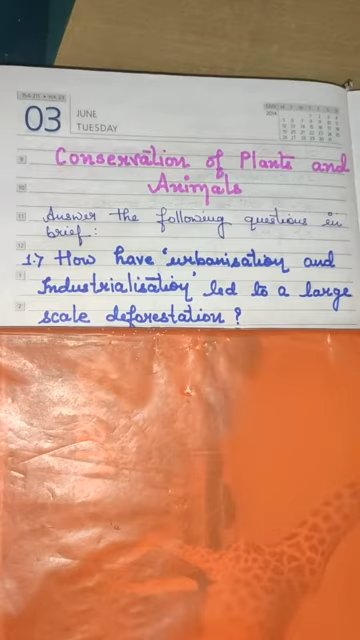 03
JUNE
TUESDAY
Conservation of Plants and
Animals
Answer the following questions in
brief:
1.> How have 'urbanisation and
Industrialisation' led to a large
scale deforestation ?